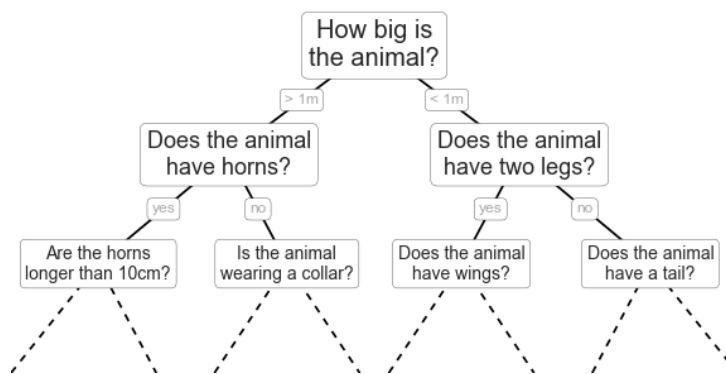 How big is
the animal?
> 1m
< 1m
Does the animal
have horns?
Does the animal
have two legs?
yes
no
yes
no
Are the horns
longer than 10cm?
Is the animal
wearing a collar?
Does the animal
have wings?
Does the animal
have a tail?